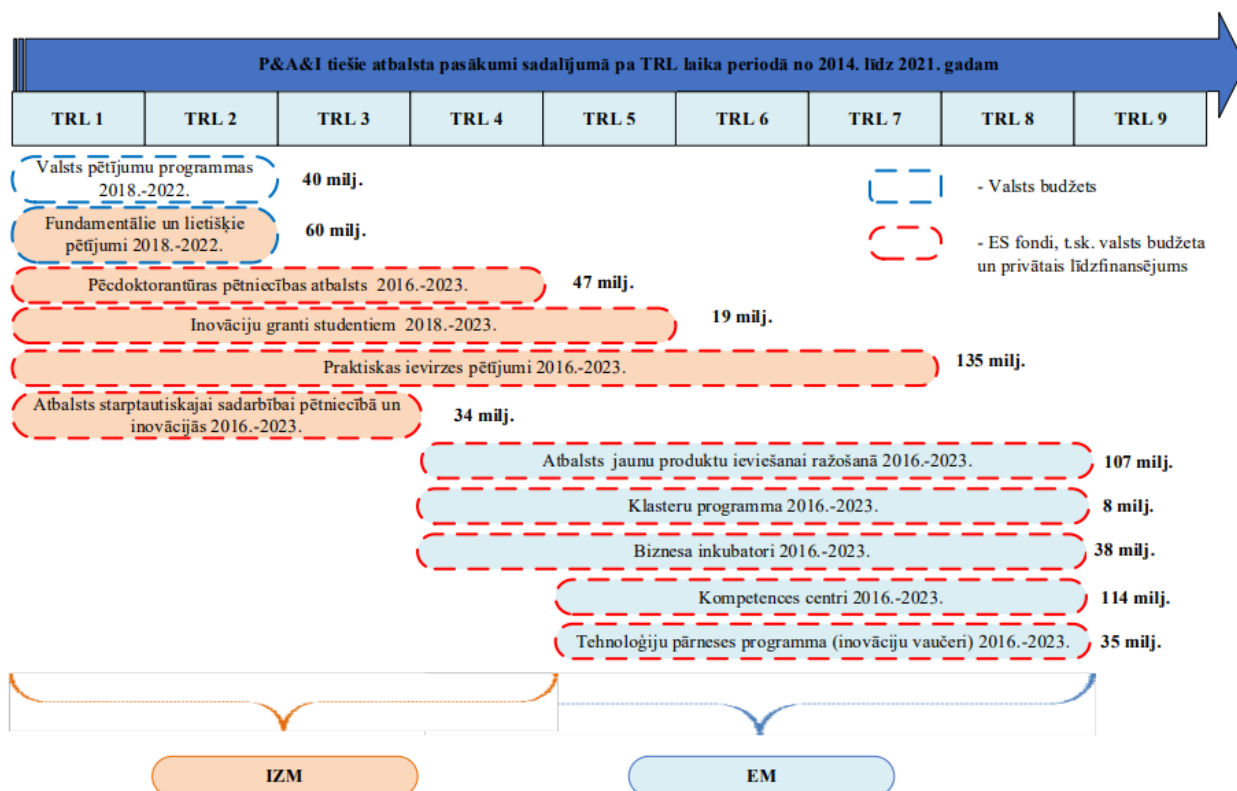 P&A&I tiešie atbalsta pasākumi sadalījumā pa TRL laika periodā no 2014. līdz 2021. gadam
TRL 1 TRL 2 TRL 3 TRL 4 TRL 5 TRL 6 TRL 7 TRL 8 TRL 9
Valsts pētījumu programmas
2018.-2022.
40 milj.
- Valsts budžets
Fundamentālie un lietišķie
pētījumi 2018.-2022.
60 milj.
- ES fondi, t.sk. valsts budžeta
un privātais līdzfinansējums
Pēcdoktorantūras pētniecības atbalsts 2016.-2023.
47 milj.
Inovāciju granti studentiem 2018.-2023.
19 milj.
Praktiskas ievirzes pētījumi 2016.-2023.
135 milj.
Atbalsts starptautiskajai sadarbībai pētniecībā un
inovācijās 2016.-2023.
34 milj.
Atbalsts jaunu produktu ieviešanai ražošanā 2016.-2023.
107 milj.
Klasteru programma 2016.-2023.
8 milj.
Biznesa inkubatori 2016.-2023.
38 milj.
Kompetences centri 2016.-2023.
114 milj.
Tehnoloģiju pārneses programma (inovāciju vaučeri) 2016.-2023.
35 milj.
IZM
EM